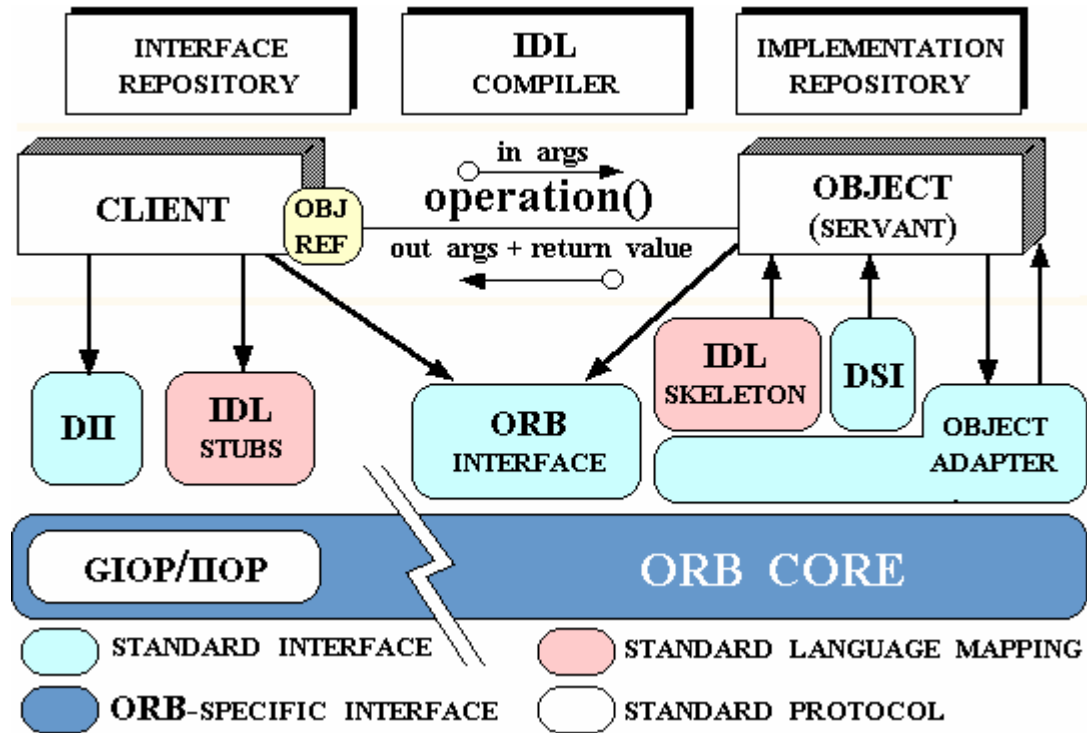 INTERFACE
REPOSITORY
IDL
COMPILER
IMPLEMENTATION
REPOSITORY
CLIENT
OBJ
REF
in args
operation()
out args + return value
OBJECT
(SERVANT)
DII
IDL
STUBS
ORB
INTERFACE
IDL
SKELETON
DSI
OBJECT
ADAPTER
GIOP/IIOP
ORB CORE
STANDARD INTERFACE
STANDARD LANGUAGE MAPPING
ORB-SPECIFIC INTERFACE
STANDARD PROTOCOL